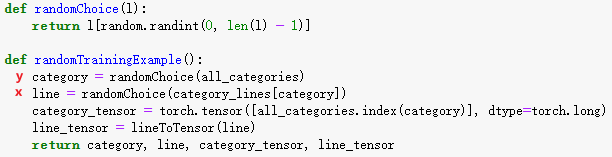 def randomChoice(l):
    return l[random.randint(0, len(l) - 1)]
def randomTrainingExample():
  y category = randomChoice(all_categories)
  x line = randomChoice(category_lines[category])
    category_tensor = torch.tensor([all_categories.index(category)], dtype=torch.long)
    line_tensor = lineToTensor(line)
    return category, line, category_tensor, line_tensor